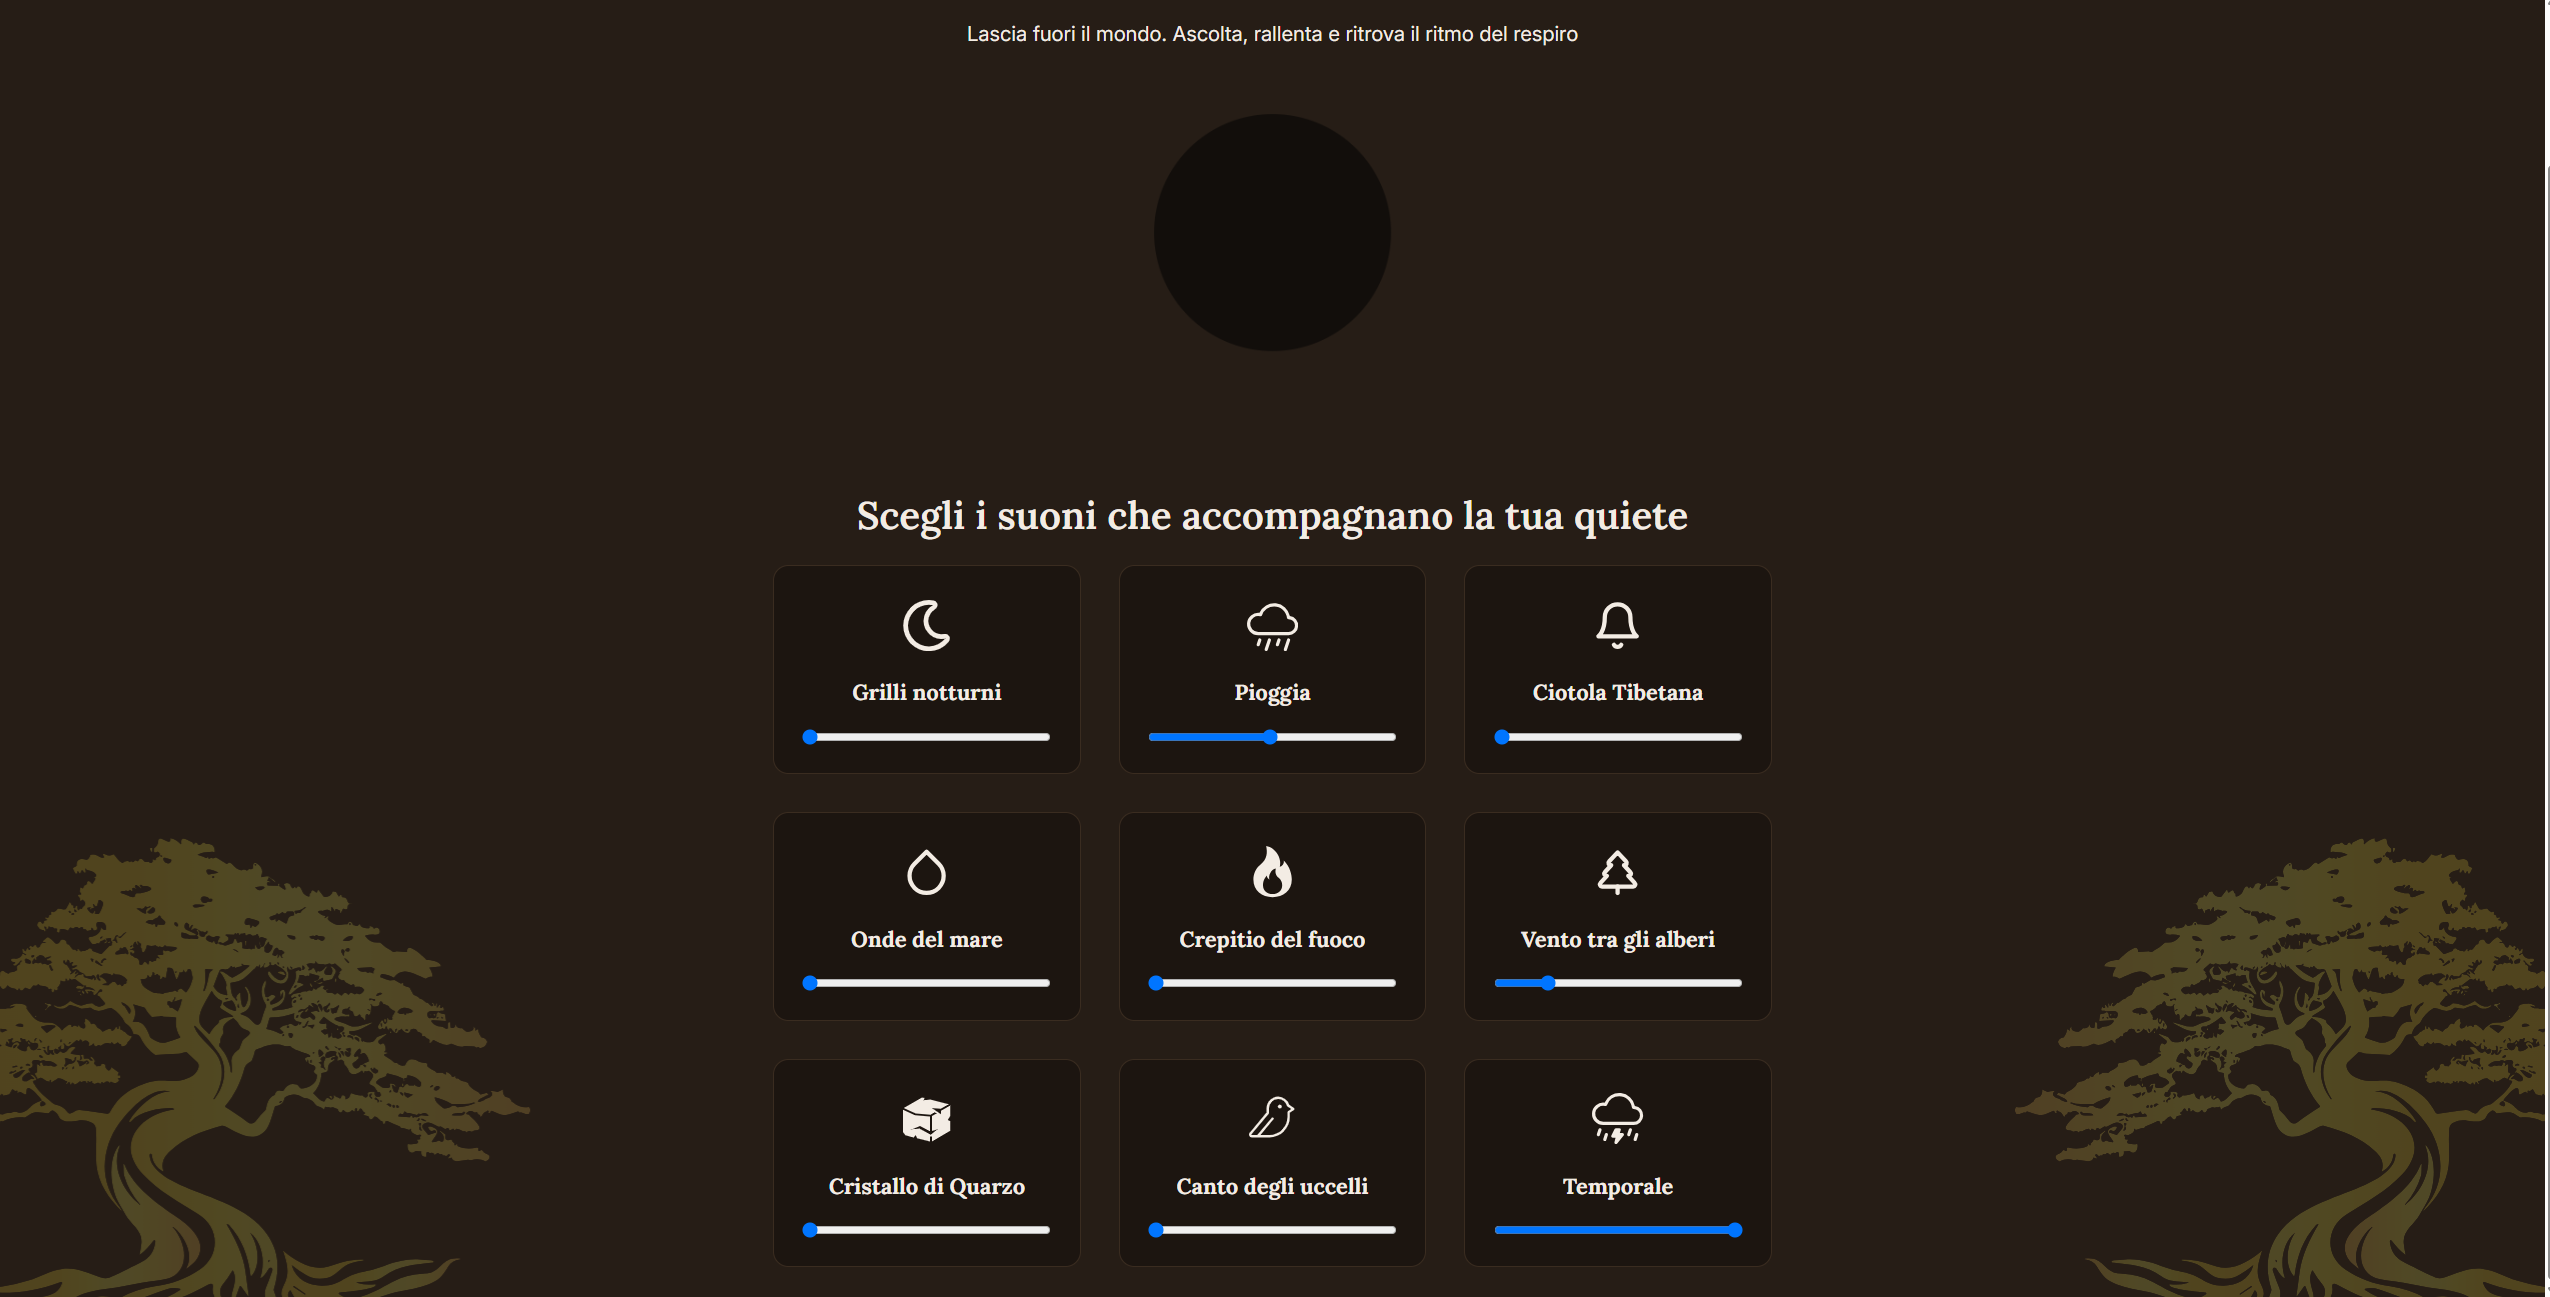 Lascia fuori il mondo. Ascolta, rallenta e ritrova il ritmo del respiro
Scegli i suoni che accompagnano la tua quiete
Grilli notturni
Pioggia
Ciotola Tibetana
Onde del mare
Crepitio del fuoco
Vento tra gli alberi
Cristallo di Quarzo
Canto degli uccelli
Temporale